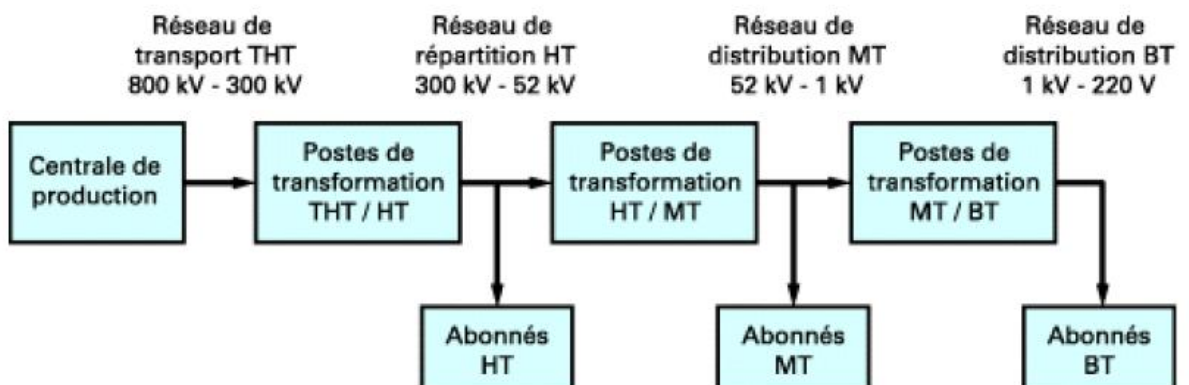 Réseau de
transport THT
800 kV - 300 kV
Réseau de
répartition HT
300 kV - 52 kV
Réseau de
distribution MT
52 kV - 1 kV
Réseau de
distribution BT
1 kV - 220 V
Centrale de
production
Postes de
transformation
THT / HT
Postes de
transformation
HT / MT
Postes de
transformation
MT / BT
Abonnés
HT
Abonnés
MT
Abonnés
BT